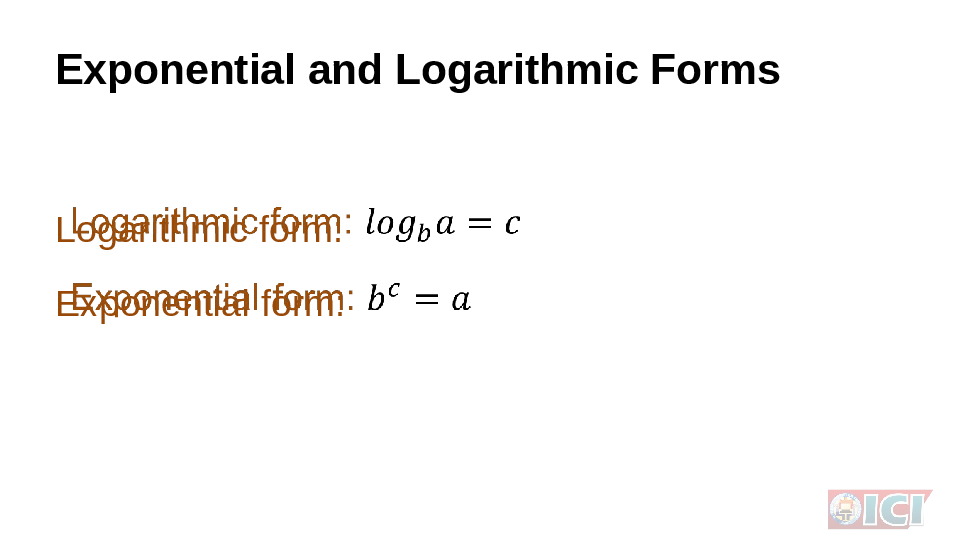 Exponential and Logarithmic Forms
Logarithmic form: log_b a = c
Logarithmic form:
Exponential form: b^c = a
Exponential form:
ICI